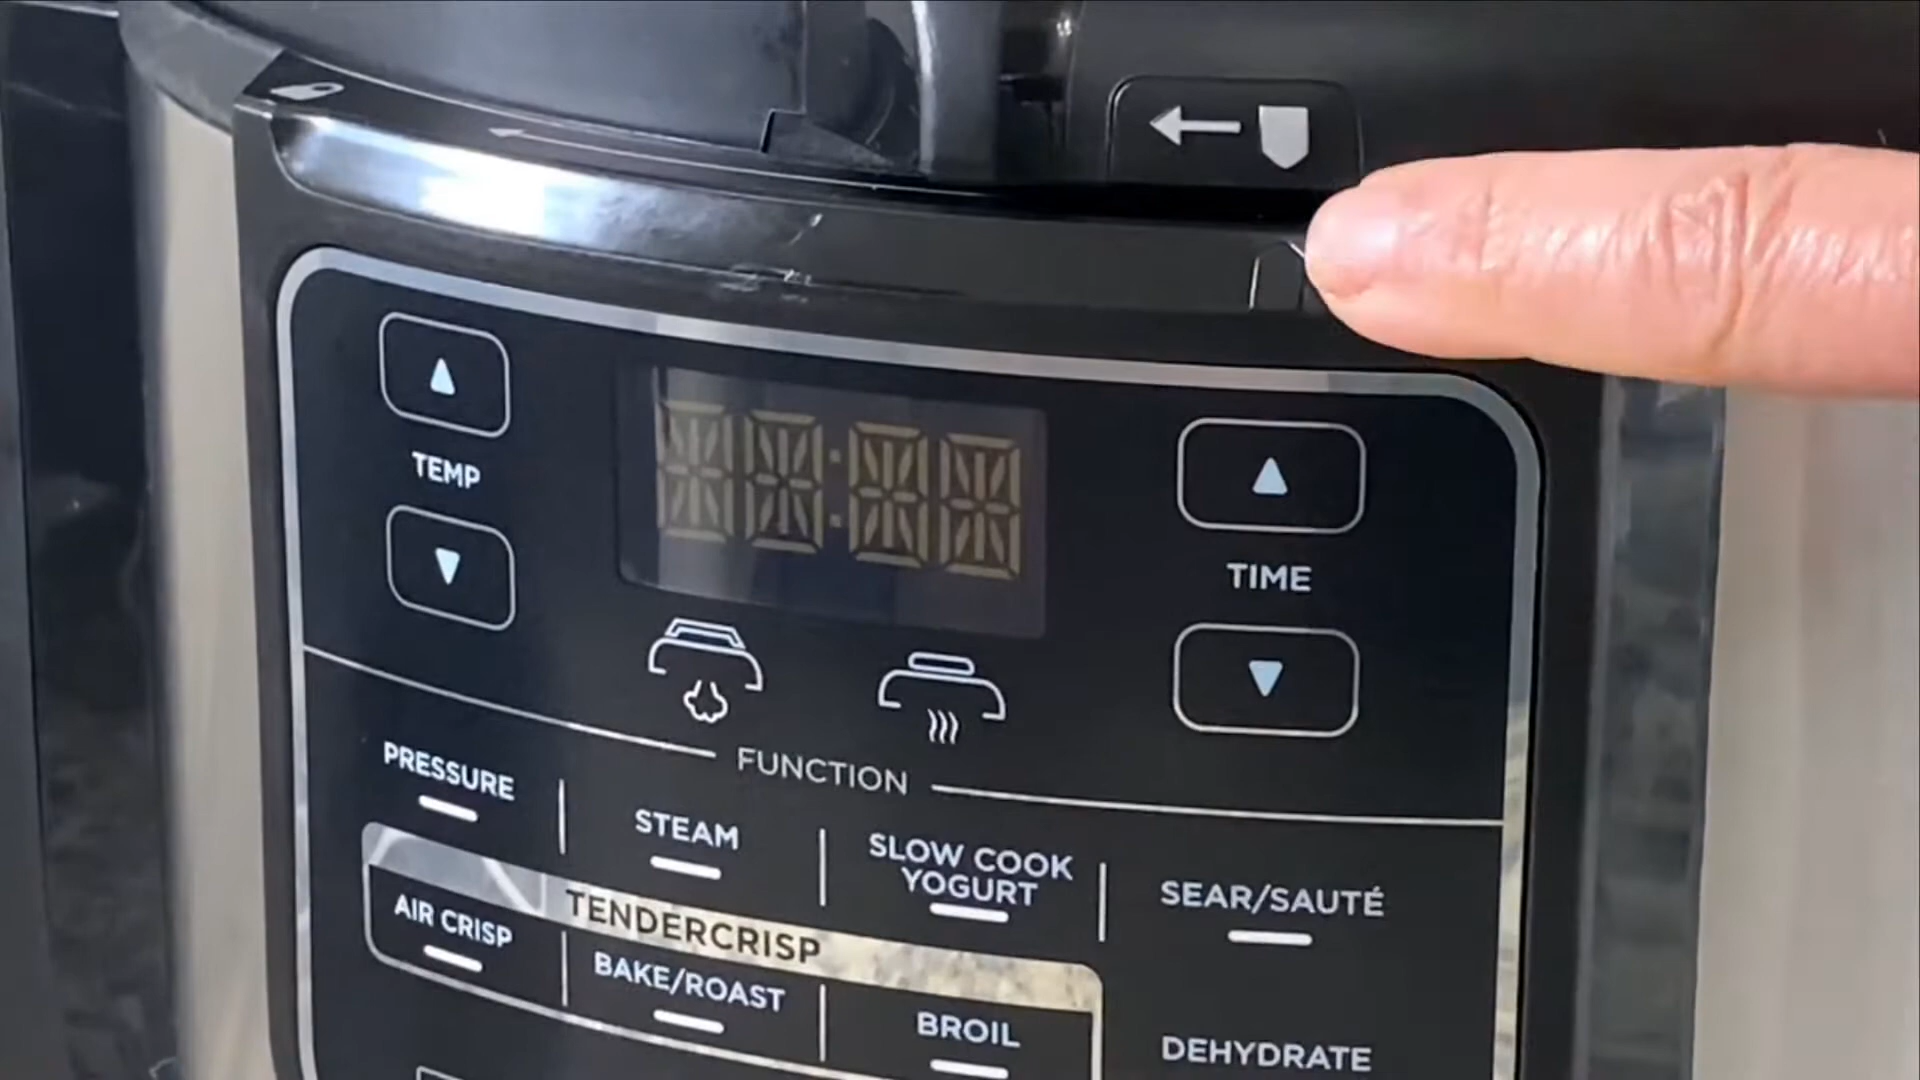 TEMP
TIME
FUNCTION
PRESSURE
STEAM
SLOW COOK
YOGURT
SEAR/SAUTÉ
TENDERCRISP
AIR CRISP
BAKE/ROAST
BROIL
DEHYDRATE